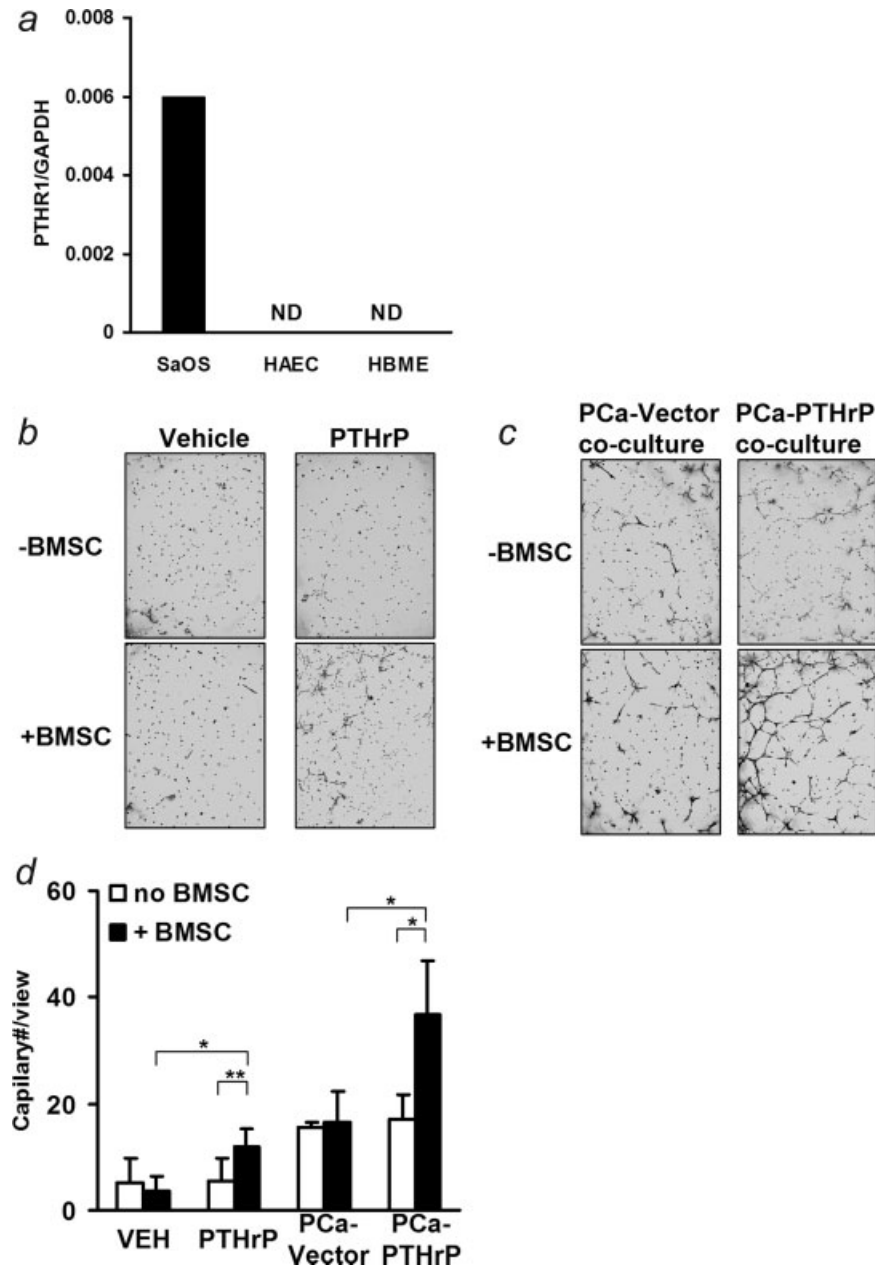 a
0.008
0.006
0.004
0.002
0
PTHR1/GAPDH
ND ND
SaOS HAEC HBME
b
Vehicle PTHrP
-BMSC
+BMSC
c
PCa-Vector PCa-PTHrP
co-culture co-culture
-BMSC
+BMSC
d
60
40
20
0
Capilary#/view
no BMSC
+ BMSC
*
**
*
*
VEH PTHrP PCa- PCa-
Vector PTHrP